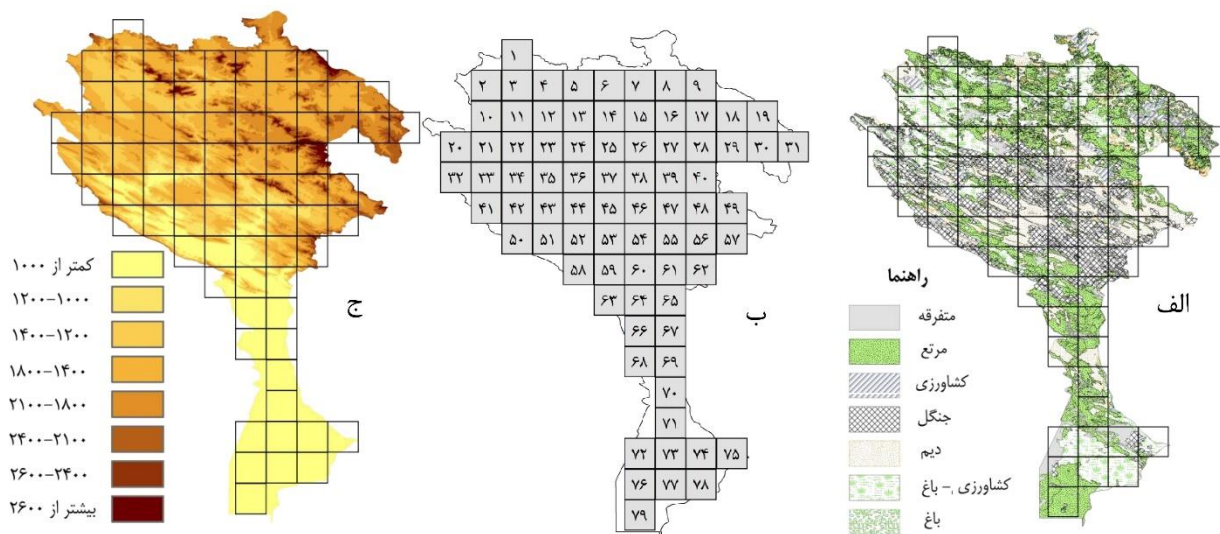 الف
راهنما
متفرقه
مرتع
کشاورزی
جنگل
دیم
کشاورزی - باغ
باغ
ب
۱
۲ ۳ ۴ ۵ ۶ ۷ ۸ ۹
۱۰ ۱۱ ۱۲ ۱۳ ۱۴ ۱۵ ۱۶ ۱۷ ۱۸ ۱۹
۲۰ ۲۱ ۲۲ ۲۳ ۲۴ ۲۵ ۲۶ ۲۷ ۲۸ ۲۹ ۳۰ ۳۱
۳۲ ۳۳ ۳۴ ۳۵ ۳۶ ۳۷ ۳۸ ۳۹ ۴۰
۴۱ ۴۲ ۴۳ ۴۴ ۴۵ ۴۶ ۴۷ ۴۸ ۴۹
۵۰ ۵۱ ۵۲ ۵۳ ۵۴ ۵۵ ۵۶ ۵۷
۵۸ ۵۹ ۶۰ ۶۱ ۶۲
۶۳ ۶۴ ۶۵
۶۶ ۶۷
۶۸ ۶۹
۷۰
۷۱
۷۲ ۷۳ ۷۴ ۷۵
۷۶ ۷۷ ۷۸
۷۹
ج
کمتر از ۱۰۰۰
۱۲۰۰-۱۰۰۰
۱۴۰۰-۱۲۰۰
۱۸۰۰-۱۴۰۰
۲۱۰۰-۱۸۰۰
۲۴۰۰-۲۱۰۰
۲۶۰۰-۲۴۰۰
بیشتر از ۲۶۰۰